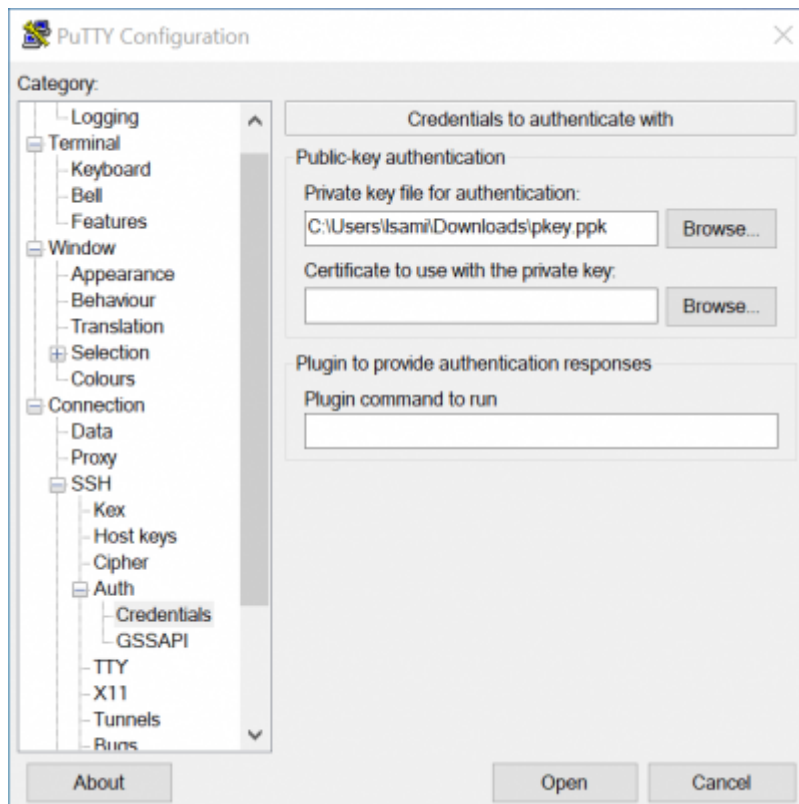 PuTTY Configuration
Category:
Logging
Terminal
Keyboard
Bell
Features
Window
Appearance
Behaviour
Translation
Selection
Colours
Connection
Data
Proxy
SSH
Kex
Host keys
Cipher
Auth
Credentials
GSSAPI
TTY
X11
Tunnels
Bugs
Credentials to authenticate with
Public-key authentication
Private key file for authentication:
C:\Users\lsami\Downloads\pkey.ppk
Browse...
Certificate to use with the private key:
Browse...
Plugin to provide authentication responses
Plugin command to run
About
Open
Cancel